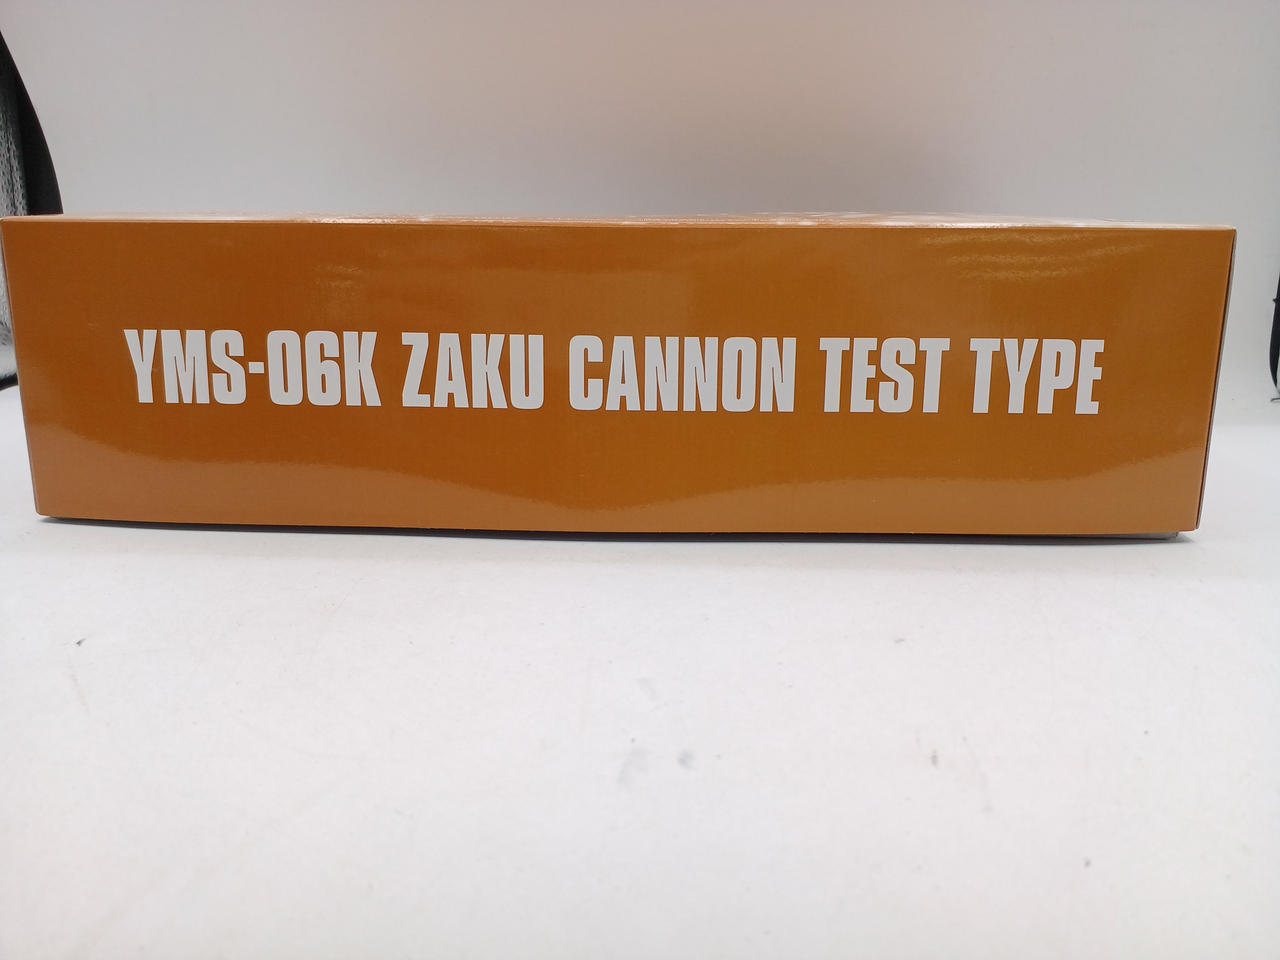 YMS-06K ZAKU CANNON TEST TYPE